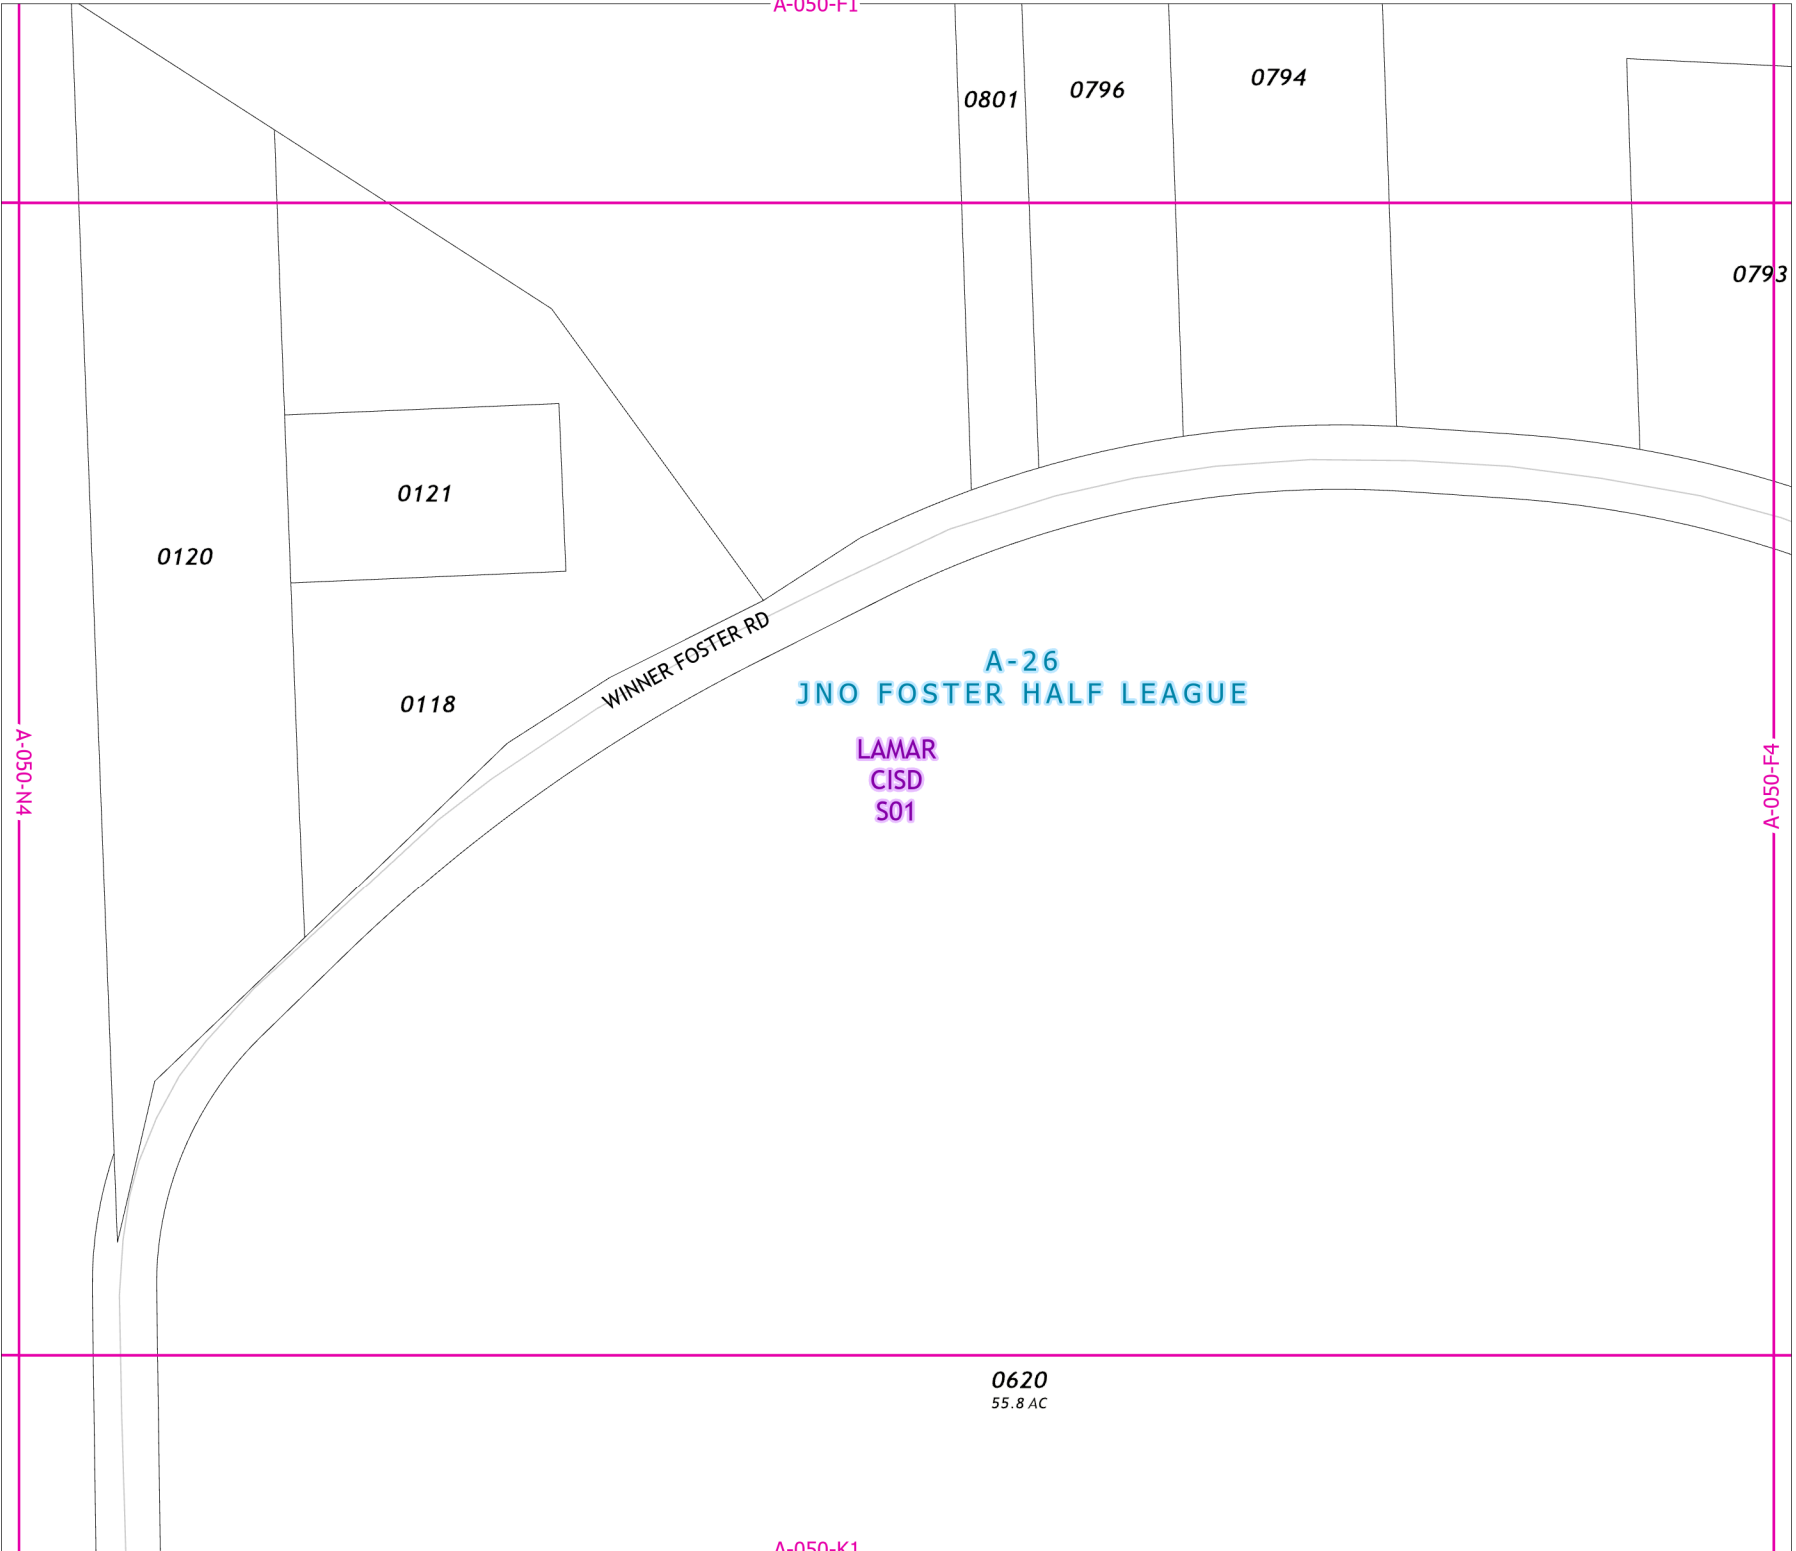 A-050-F1
0801
0796
0794
0793
0121
0120
WINNER FOSTER RD
0118
A-26
JNO FOSTER HALF LEAGUE
LAMAR
CISD
S01
A-050-N4
A-050-F4
0620
55.8 AC
A-050-K1